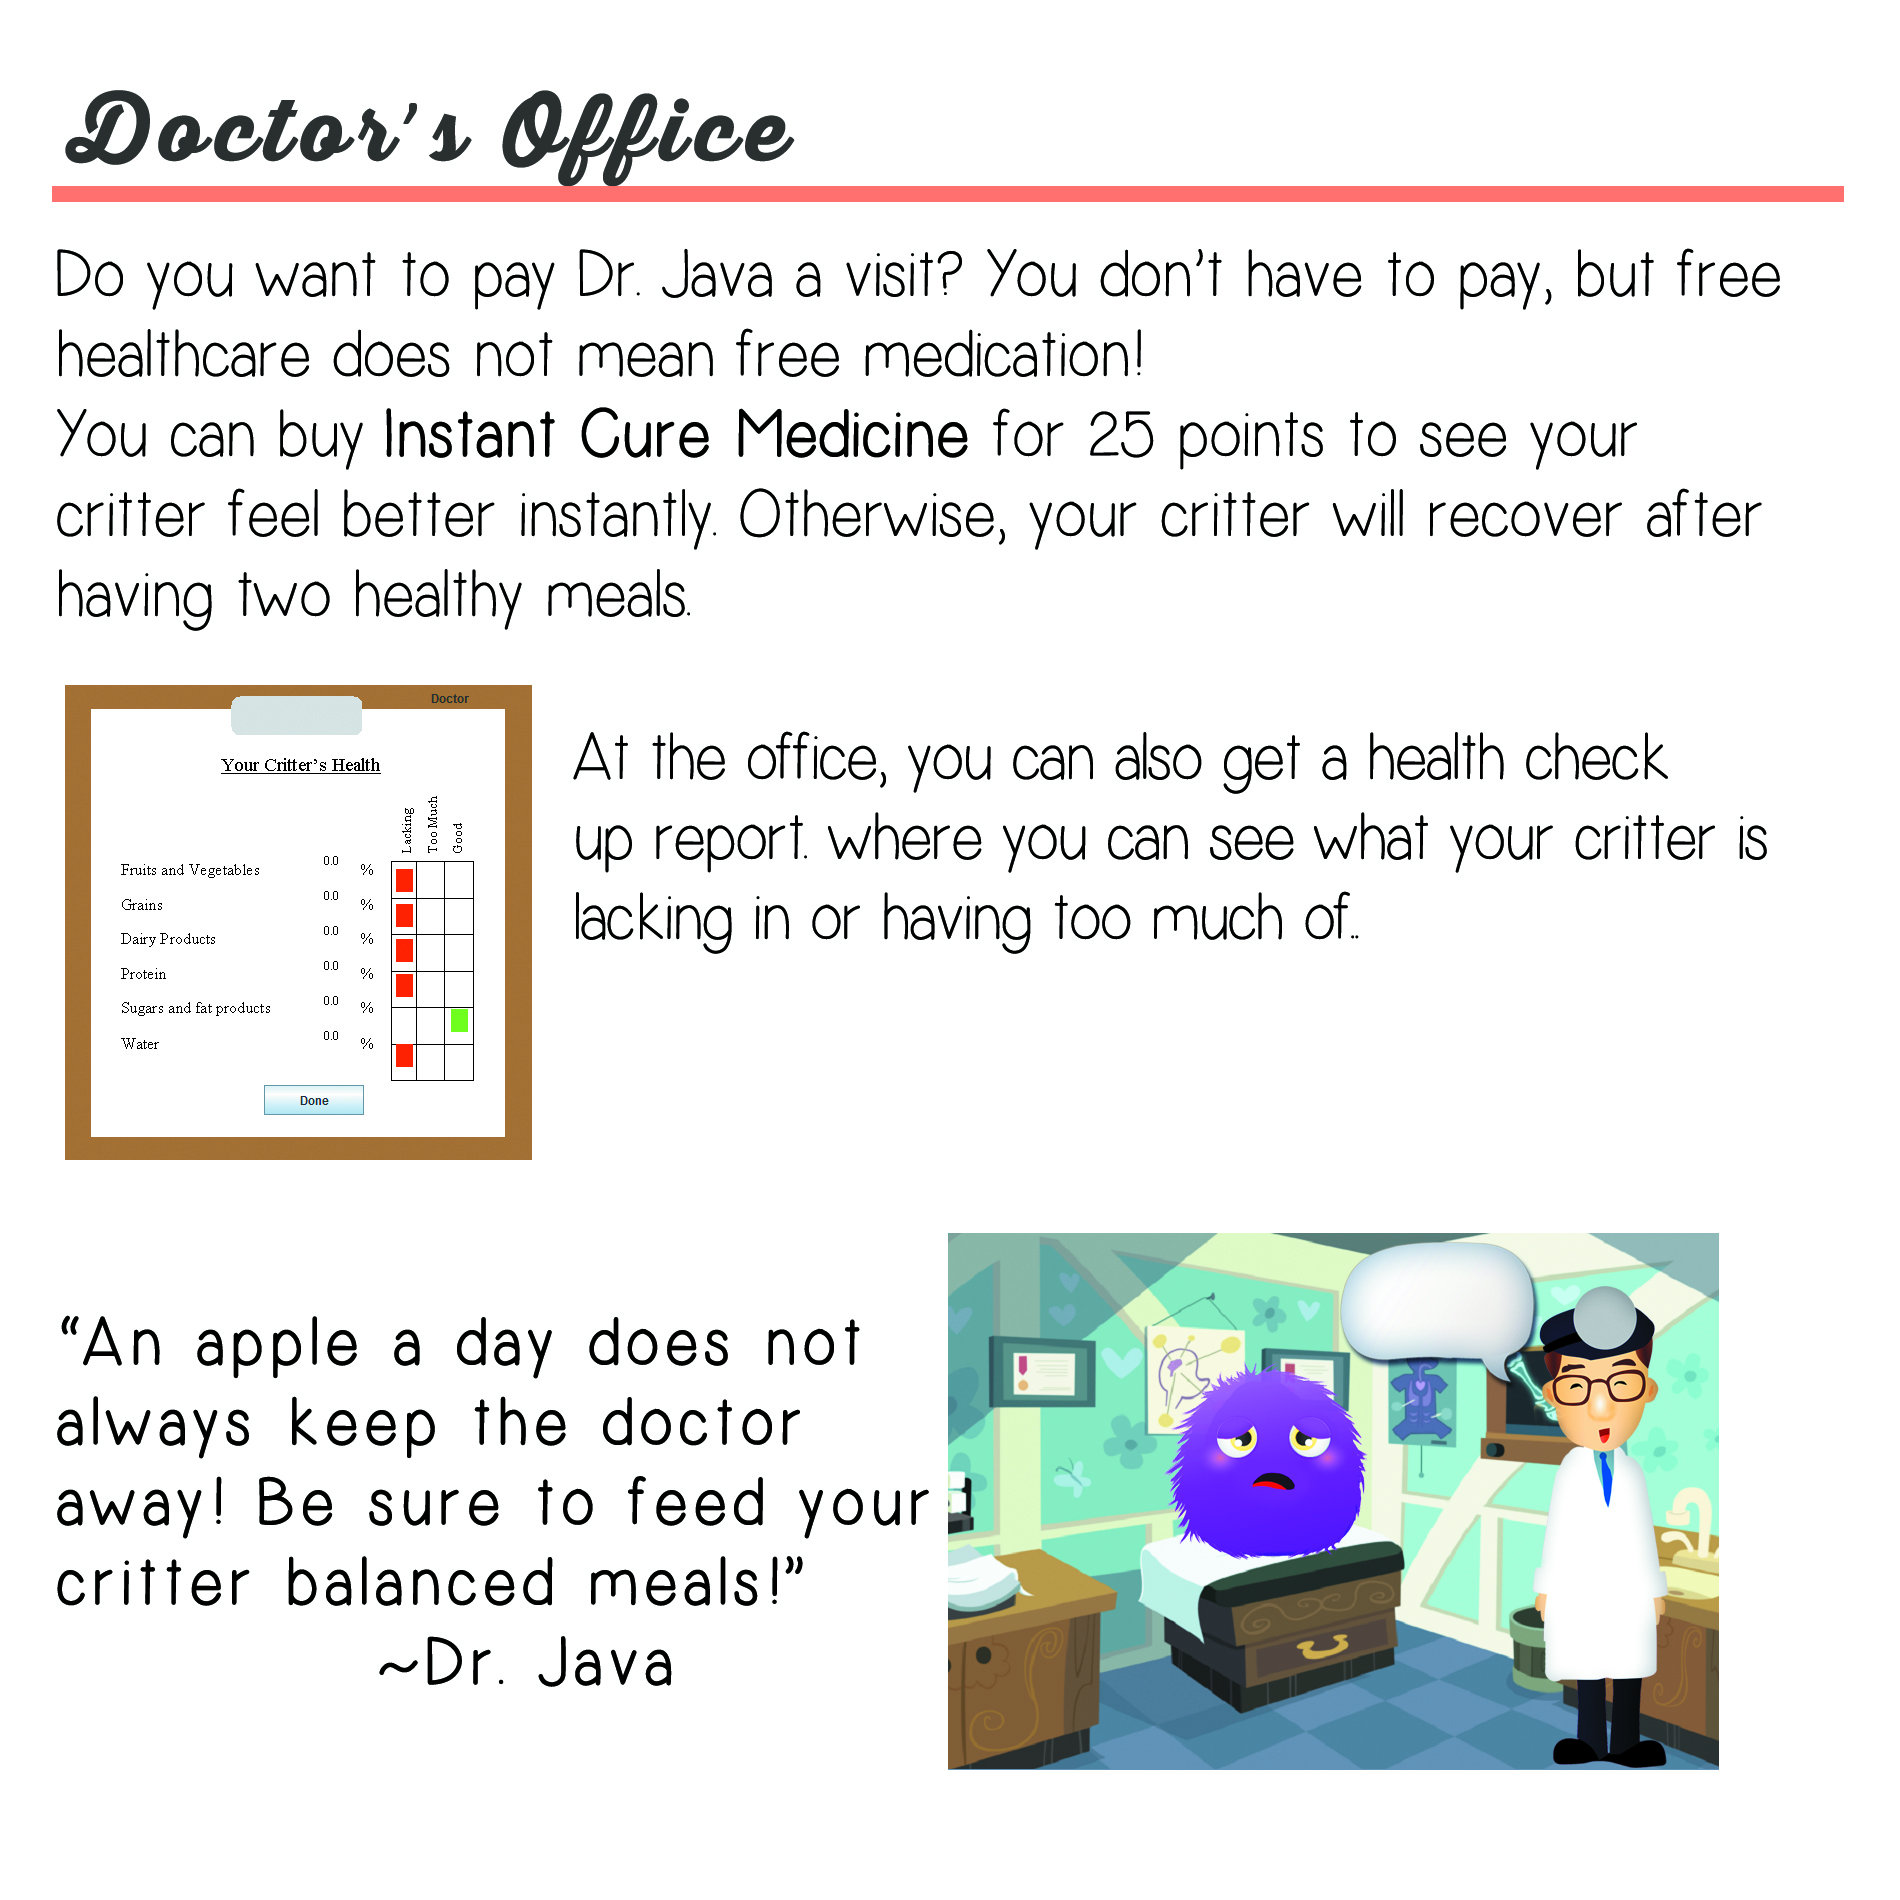 Doctor's Office
Do you want to pay Dr. Java a visit? You don't have to pay, but free
healthcare does not mean free medication!
You can buy Instant Cure Medicine for 25 points to see your
critter feel better instantly. Otherwise, your critter will recover after
having two healthy meals.
Doctor
Your Critter's Health
Lacking
Too Much
Good
Fruits and Vegetables 0.0 %
Grains 0.0 %
Dairy Products 0.0 %
Protein 0.0 %
Sugars and fat products 0.0 %
Water 0.0 %
Done
At the office, you can also get a health check
up report. where you can see what your critter is
lacking in or having too much of..
“An apple a day does not
always keep the doctor
away! Be sure to feed your
critter balanced meals!”
~Dr. Java